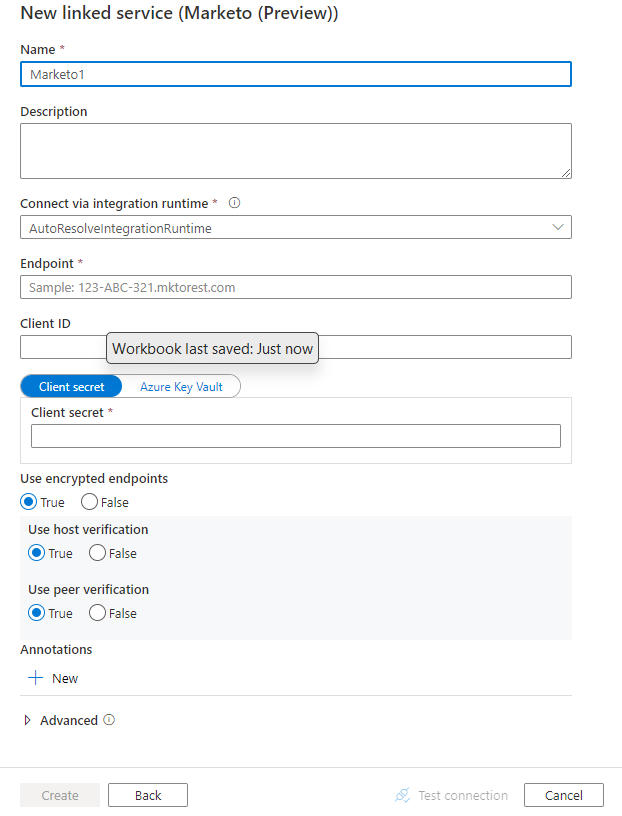 New linked service (Marketo (Preview))
Name *
Marketo1
Description
Connect via integration runtime *
AutoResolveIntegrationRuntime
Endpoint *
Sample: 123-ABC-321.mktorest.com
Client ID
Workbook last saved: Just now
Client secret Azure Key Vault
Client secret *
Use encrypted endpoints
True False
Use host verification
True False
Use peer verification
True False
Annotations
New
Advanced
Create Back Test connection Cancel